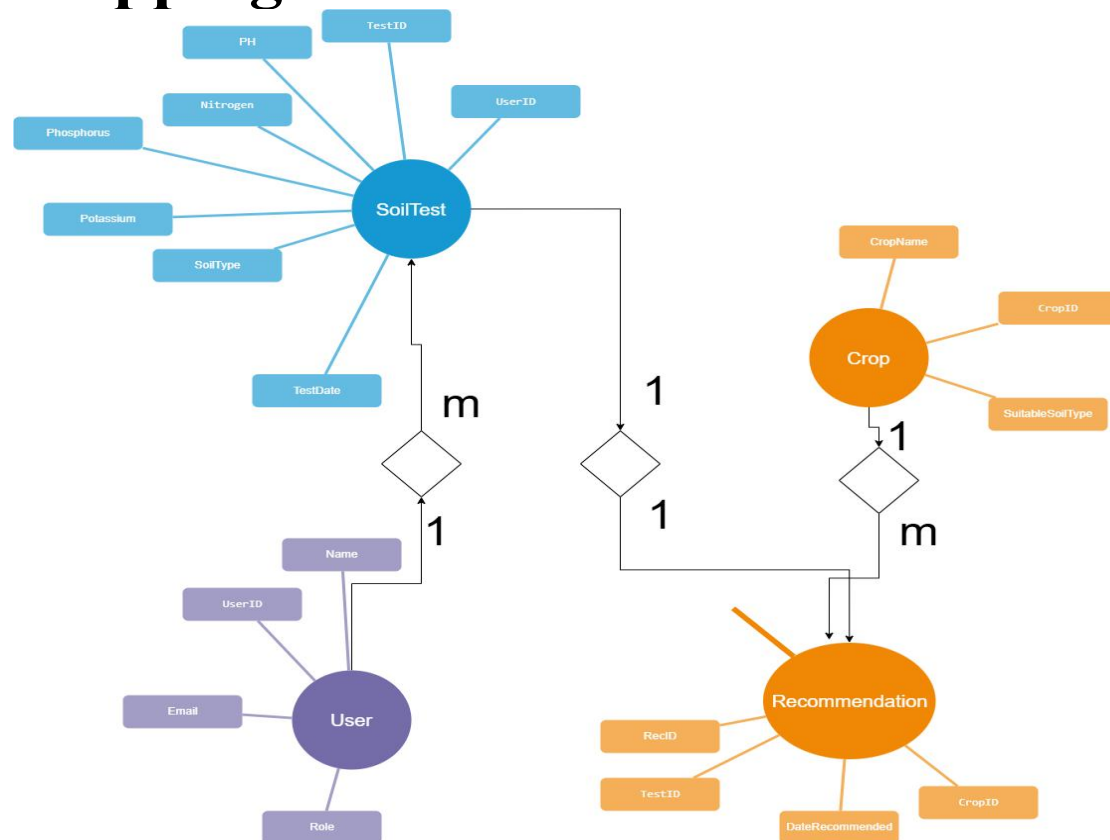 TestID
PH
Nitrogen
UserID
Phosphorus
SoilTest
Potassium
SoilType
CropName
CropID
Crop
TestDate
SuitableSoilType
m
1
1
1
1
m
Name
UserID
Email
User
Recommendation
RecID
TestID
CropID
DateRecommended
Role